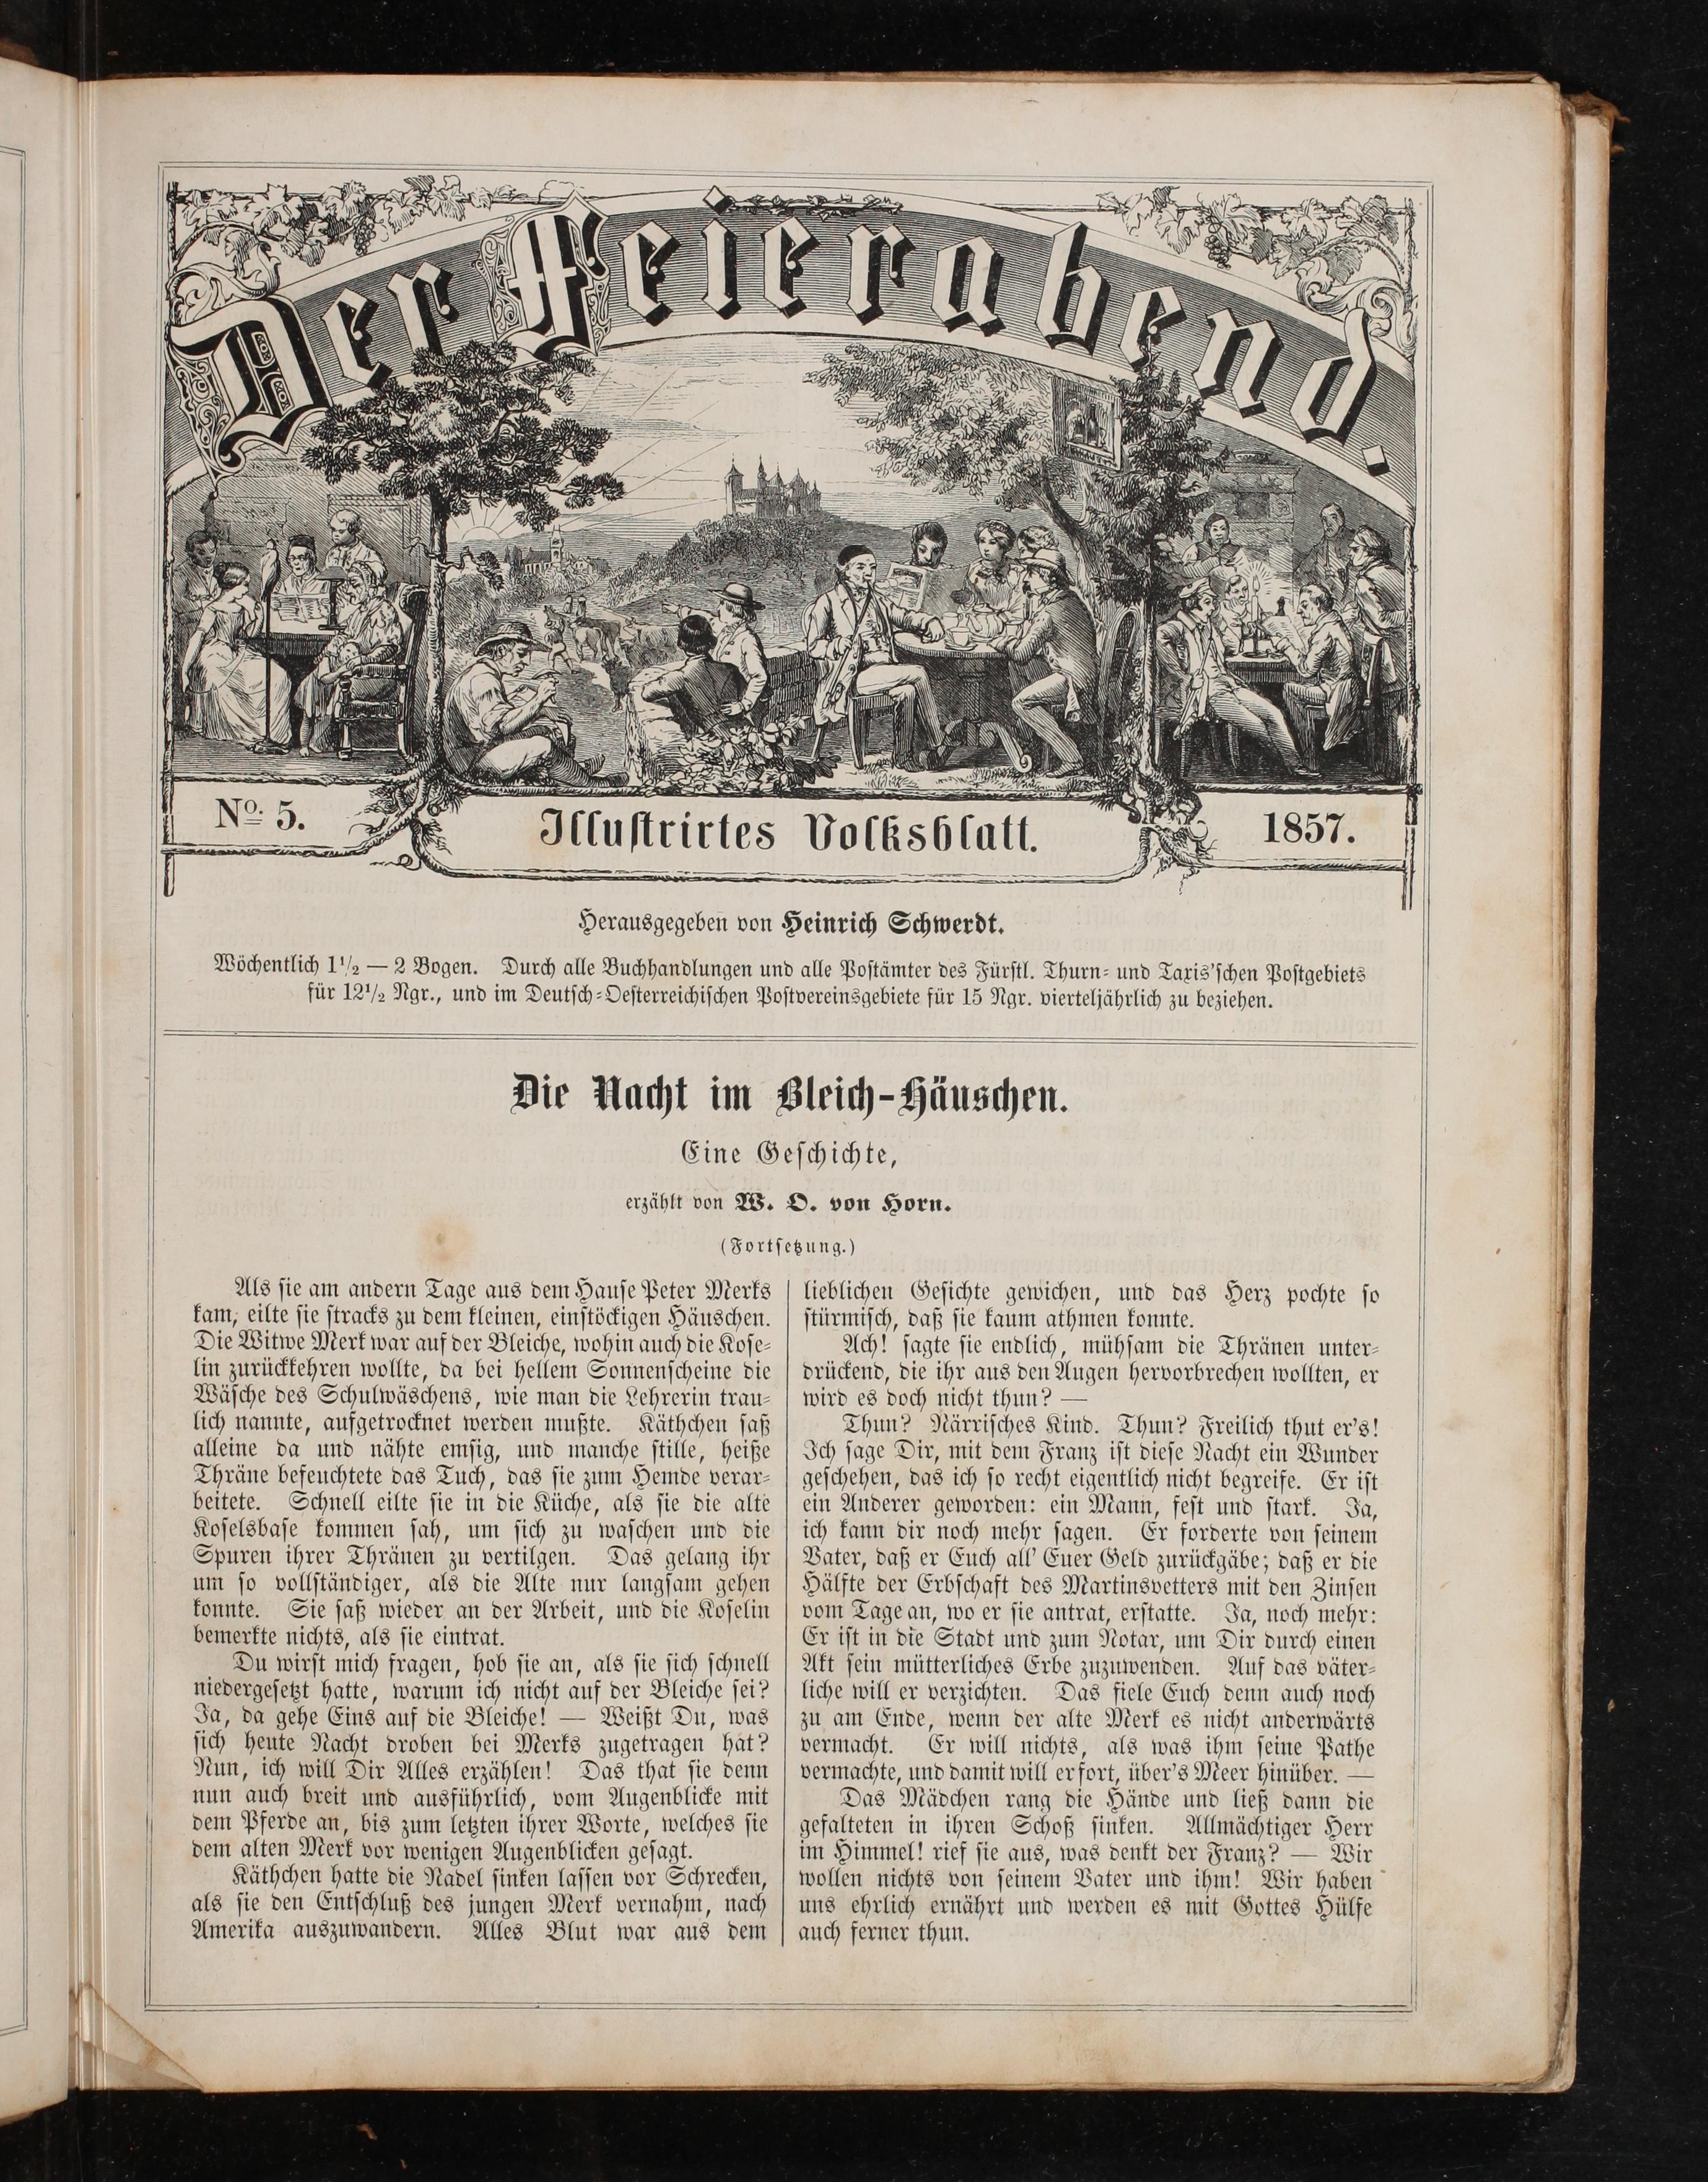 Der Feierabend.
No. 5.
Illustrirtes Volksblatt.
1857.
Herausgegeben von Heinrich Schwerdt.
Wöchentlich 1½ — 2 Bogen. Durch alle Buchhandlungen und alle Postämter des Fürstl. Thurn- und Taxis'schen Postgebiets
für 12½ Ngr., und im Deutsch-Oesterreichischen Postvereinsgebiete für 15 Ngr. vierteljährlich zu beziehen.
Die Nacht im Bleich-Häuschen.
Eine Geschichte,
erzählt von W. O. von Horn.
(Fortsetzung.)
Als sie am andern Tage aus dem Hause Peter Merks
kam, eilte sie stracks zu dem kleinen, einstöckigen Häuschen.
Die Witwe Merk war auf der Bleiche, wohin auch die Kose-
lin zurückkehren wollte, da bei hellem Sonnenscheine die
Wäsche des Schulwäschens, wie man die Lehrerin trau-
lich nannte, aufgetrocknet werden mußte. Käthchen saß
alleine da und nähte emsig, und manche stille, heiße
Thräne befeuchtete das Tuch, das sie zum Hemde verar-
beitete. Schnell eilte sie in die Küche, als sie die alte
Koselsbase kommen sah, um sich zu waschen und die
Spuren ihrer Thränen zu vertilgen. Das gelang ihr
um so vollständiger, als die Alte nur langsam gehen
konnte. Sie saß wieder an der Arbeit, und die Koselin
bemerkte nichts, als sie eintrat.
Du wirst mich fragen, hob sie an, als sie sich schnell
niedergesetzt hatte, warum ich nicht auf der Bleiche sei?
Ja, da gehe Eins auf die Bleiche! — Weißt Du, was
sich heute Nacht droben bei Merks zugetragen hat?
Nun, ich will Dir Alles erzählen! Das that sie denn
nun auch breit und ausführlich, vom Augenblicke mit
dem Pferde an, bis zum letzten ihrer Worte, welches sie
dem alten Merk vor wenigen Augenblicken gesagt.
Käthchen hatte die Nadel sinken lassen vor Schrecken,
als sie den Entschluß des jungen Merk vernahm, nach
Amerika auszuwandern. Alles Blut war aus dem
lieblichen Gesichte gewichen, und das Herz pochte so
stürmisch, daß sie kaum athmen konnte.
Ach! sagte sie endlich, mühsam die Thränen unter-
drückend, die ihr aus den Augen hervorbrechen wollten, er
wird es doch nicht thun? —
Thun? Närrisches Kind. Thun? Freilich thut er's!
Ich sage Dir, mit dem Franz ist diese Nacht ein Wunder
geschehen, das ich so recht eigentlich nicht begreife. Er ist
ein Anderer geworden: ein Mann, fest und stark. Ja,
ich kann dir noch mehr sagen. Er forderte von seinem
Vater, daß er Euch all' Euer Geld zurückgäbe; daß er die
Hälfte der Erbschaft des Martinsvetters mit den Zinsen
vom Tage an, wo er sie antrat, erstatte. Ja, noch mehr:
Er ist in die Stadt und zum Notar, um Dir durch einen
Akt sein mütterliches Erbe zuzuwenden. Auf das väter-
liche will er verzichten. Das fiele Euch denn auch noch
zu am Ende, wenn der alte Merk es nicht anderwärts
vermacht. Er will nichts, als was ihm seine Pathe
vermachte, und damit will er fort, über's Meer hinüber. —
Das Mädchen rang die Hände und ließ dann die
gefalteten in ihren Schoß sinken. Allmächtiger Herr
im Himmel! rief sie aus, was denkt der Franz? — Wir
wollen nichts von seinem Vater und ihm! Wir haben
uns ehrlich ernährt und werden es mit Gottes Hülfe
auch ferner thun.